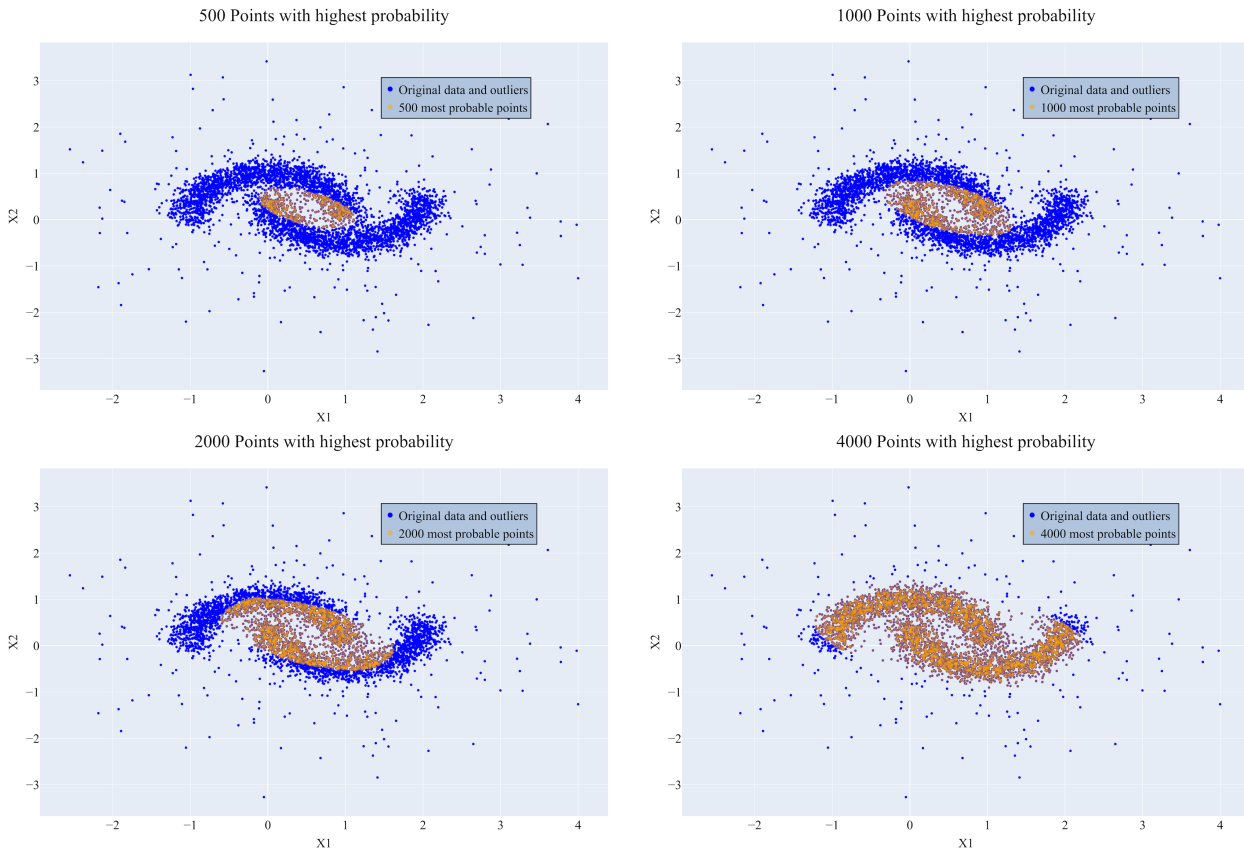 500 Points with highest probability
3
2
1
0
−1
−2
−3
X2
Original data and outliers
500 most probable points
−2
−1
0
1
2
3
4
X1
1000 Points with highest probability
3
2
1
0
−1
−2
−3
X2
Original data and outliers
1000 most probable points
−2
−1
0
1
2
3
4
X1
2000 Points with highest probability
3
2
1
0
−1
−2
−3
X2
Original data and outliers
2000 most probable points
−2
−1
0
1
2
3
4
X1
4000 Points with highest probability
3
2
1
0
−1
−2
−3
X2
Original data and outliers
4000 most probable points
−2
−1
0
1
2
3
4
X1